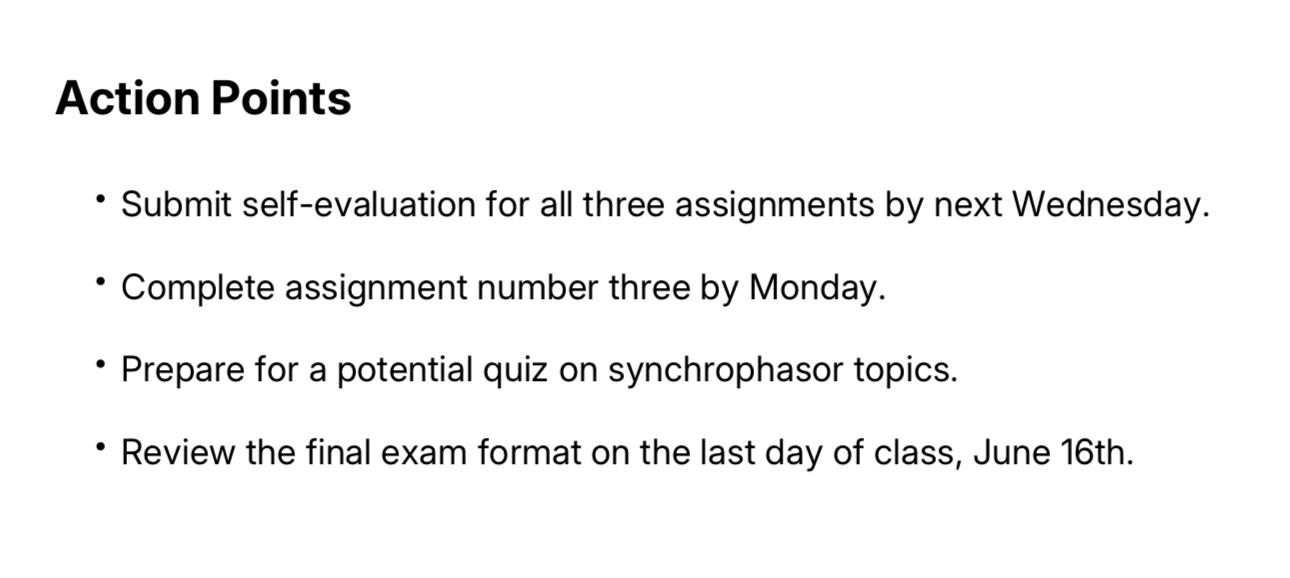 Action Points
• Submit self-evaluation for all three assignments by next Wednesday.
• Complete assignment number three by Monday.
• Prepare for a potential quiz on synchrophasor topics.
• Review the final exam format on the last day of class, June 16th.